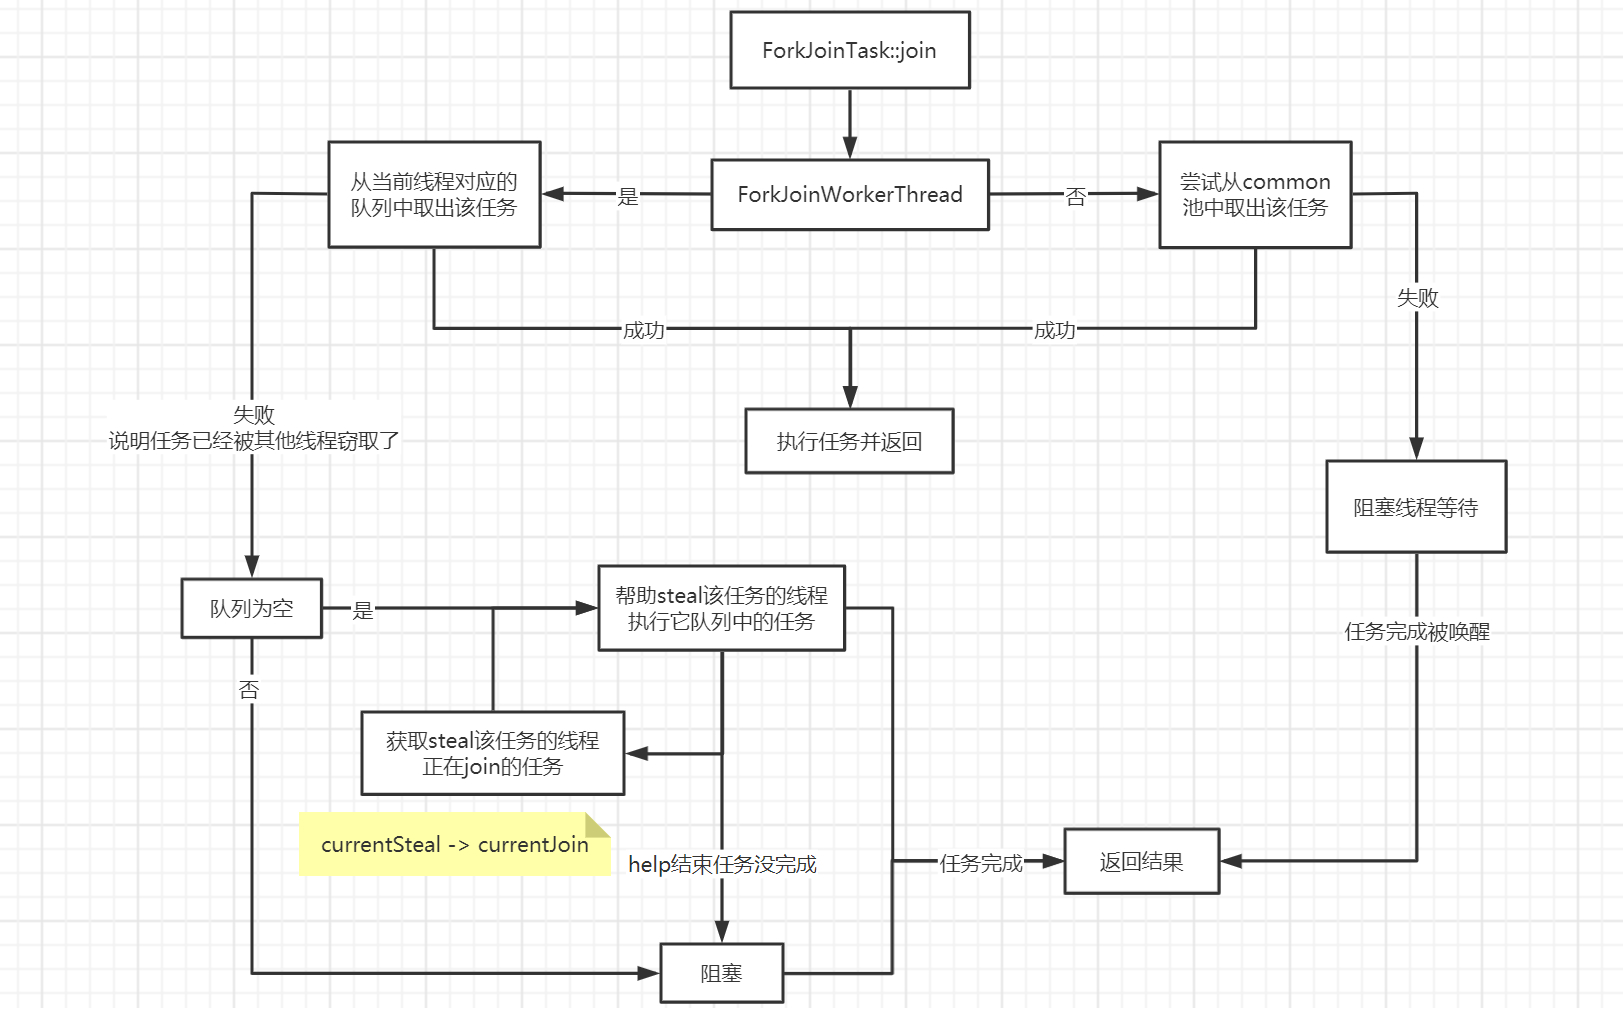 ForkJoinTask::join
从当前线程对应的
队列中取出该任务
是
ForkJoinWorkerThread
否
尝试从common
池中取出该任务
失败
成功
成功
失败
说明任务已经被其他线程窃取了
执行任务并返回
阻塞线程等待
队列为空
是
帮助steal该任务的线程
执行它队列中的任务
任务完成被唤醒
否
获取steal该任务的线程
正在join的任务
currentSteal -> currentJoin
help结束任务没完成
任务完成
返回结果
阻塞